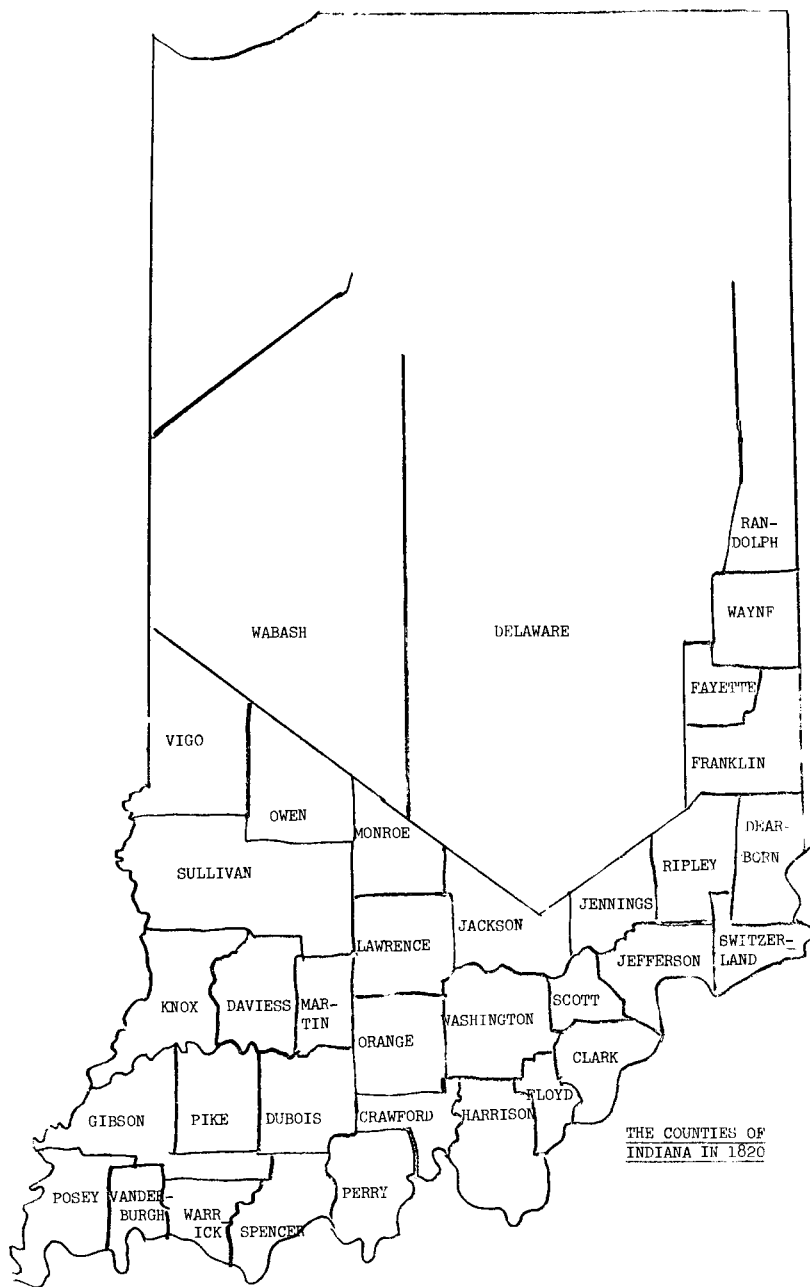 RAN-
DOLPH
WAYNF
WABASH
DELAWARE
FAYETTE
VIGO
FRANKLIN
OWEN
MONROE
DEAR-
BORN
RIPLEY
SULLIVAN
JENNINGS
JACKSON
LAWRENCE
SWITZER-
LAND
JEFFERSON
KNOX
DAVIESS
MAR-
TIN
SCOTT
WASHINGTON
ORANGE
CLARK
FLOYD
GIBSON
PIKE
DUBOIS
CRAWFORD
HARRISON
THE COUNTIES OF
INDIANA IN 1820
POSEY
VANDER-
BURGH
WARR-
ICK
SPENCER
PERRY